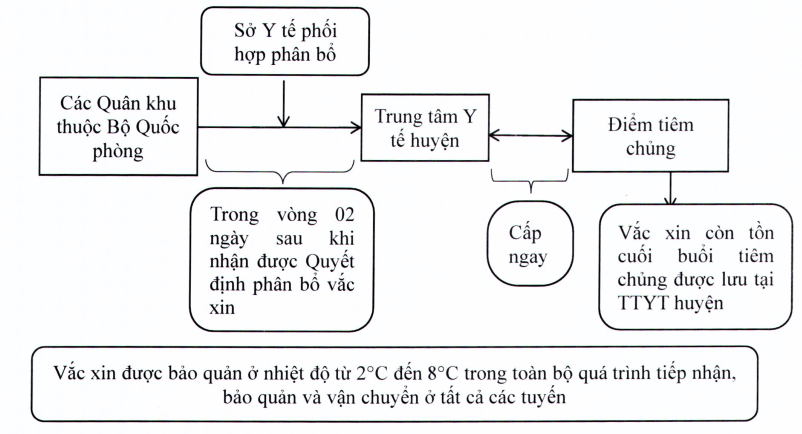 Sở Y tế phối
hợp phân bổ
Các Quân khu
thuộc Bộ Quốc
phòng
Trung tâm Y
tế huyện
Điểm tiêm
chủng
Trong vòng 02
ngày sau khi
nhận được Quyết
định phân bổ vắc
xin
Cấp
ngay
Vắc xin còn tồn
cuối buổi tiêm
chủng được lưu tại
TTYT huyện
Vắc xin được bảo quản ở nhiệt độ từ 2°C đến 8°C trong toàn bộ quá trình tiếp nhận,
bảo quản và vận chuyển ở tất cả các tuyến